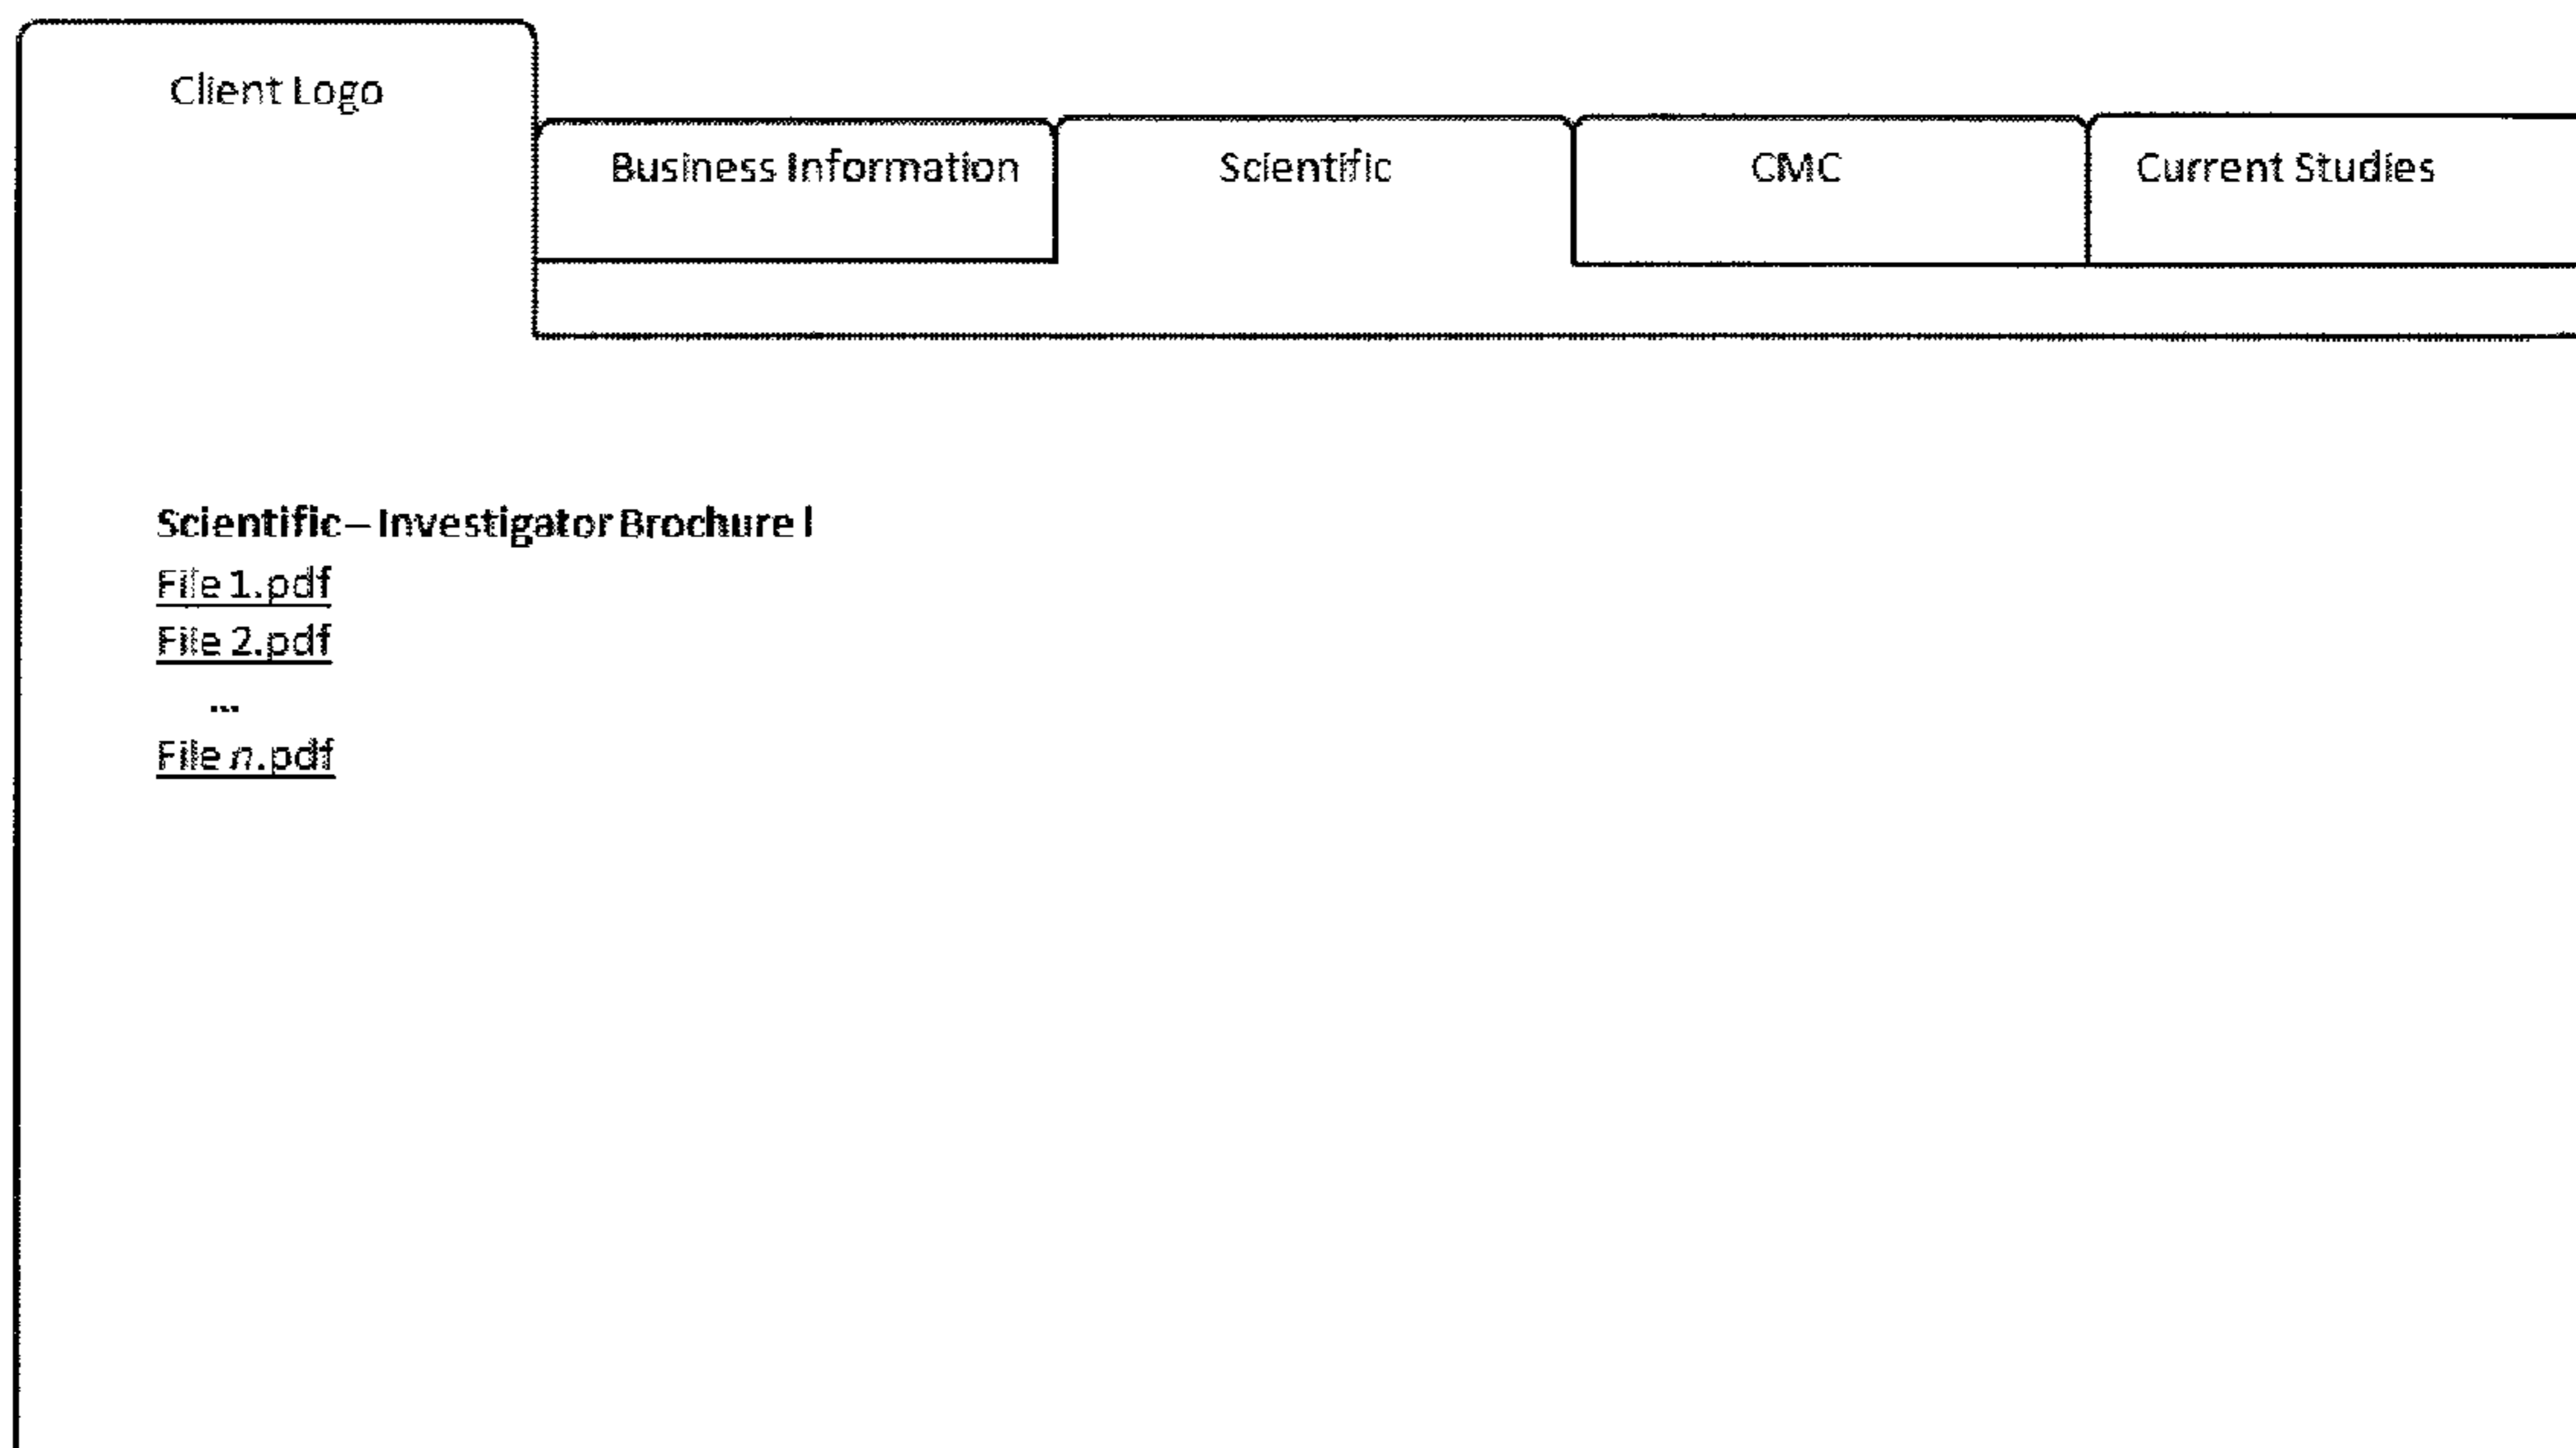 Client Logo
Business Information
Scientific
CMC
Current Studies
Scientific – Investigator Brochure I
File 1.pdf
File 2.pdf
...
File n.pdf